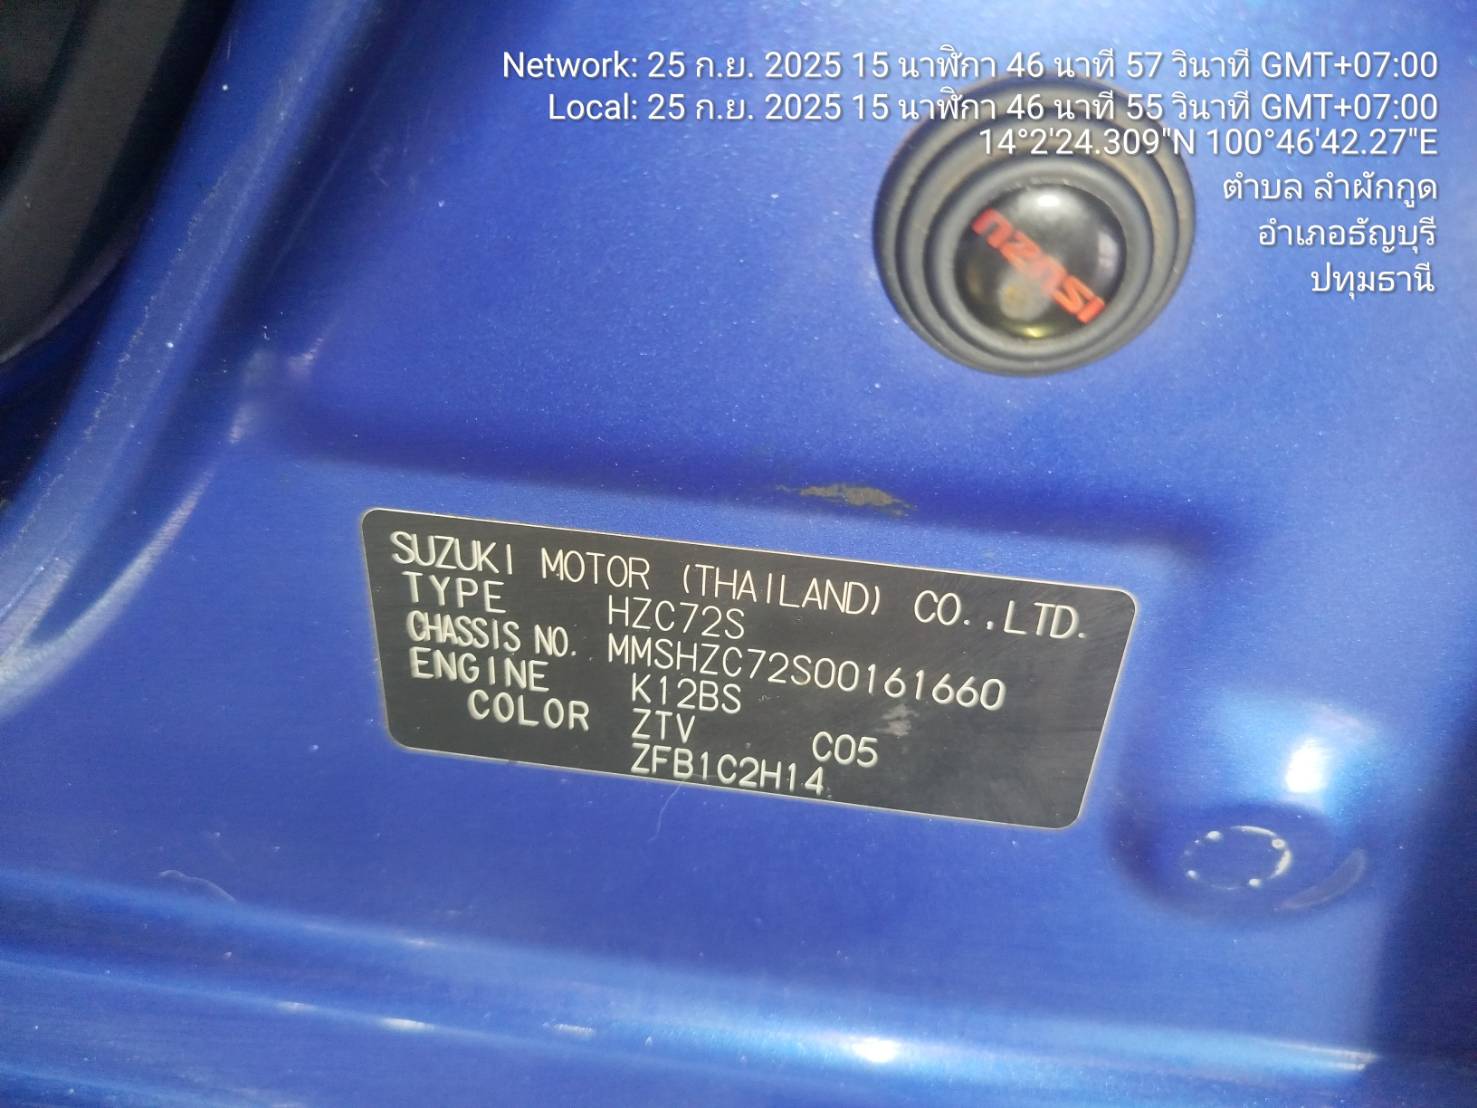 Network: 25 ก.ย. 2025 15 นาฬิกา 46 นาที 57 วินาที GMT+07:00
Local: 25 ก.ย. 2025 15 นาฬิกา 46 นาที 55 วินาที GMT+07:00
14°2'24.309"N 100°46'42.27"E
ตำบล ลำผักกูด
อำเภอธัญบุรี
ปทุมธานี
ISUZU
SUZUKI MOTOR (THAILAND) CO.,LTD.
TYPE HZC72S
CHASSIS NO. MMSHZC72S00161660
ENGINE K12BS
COLOR ZTV C05
ZFB1C2H14